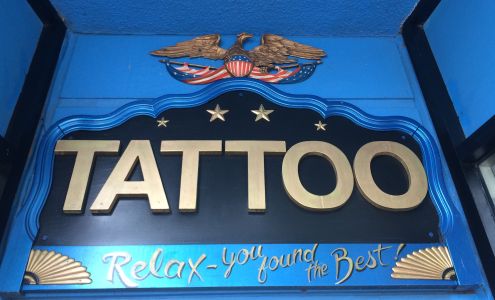 TATTOO
Relax-you found the Best!